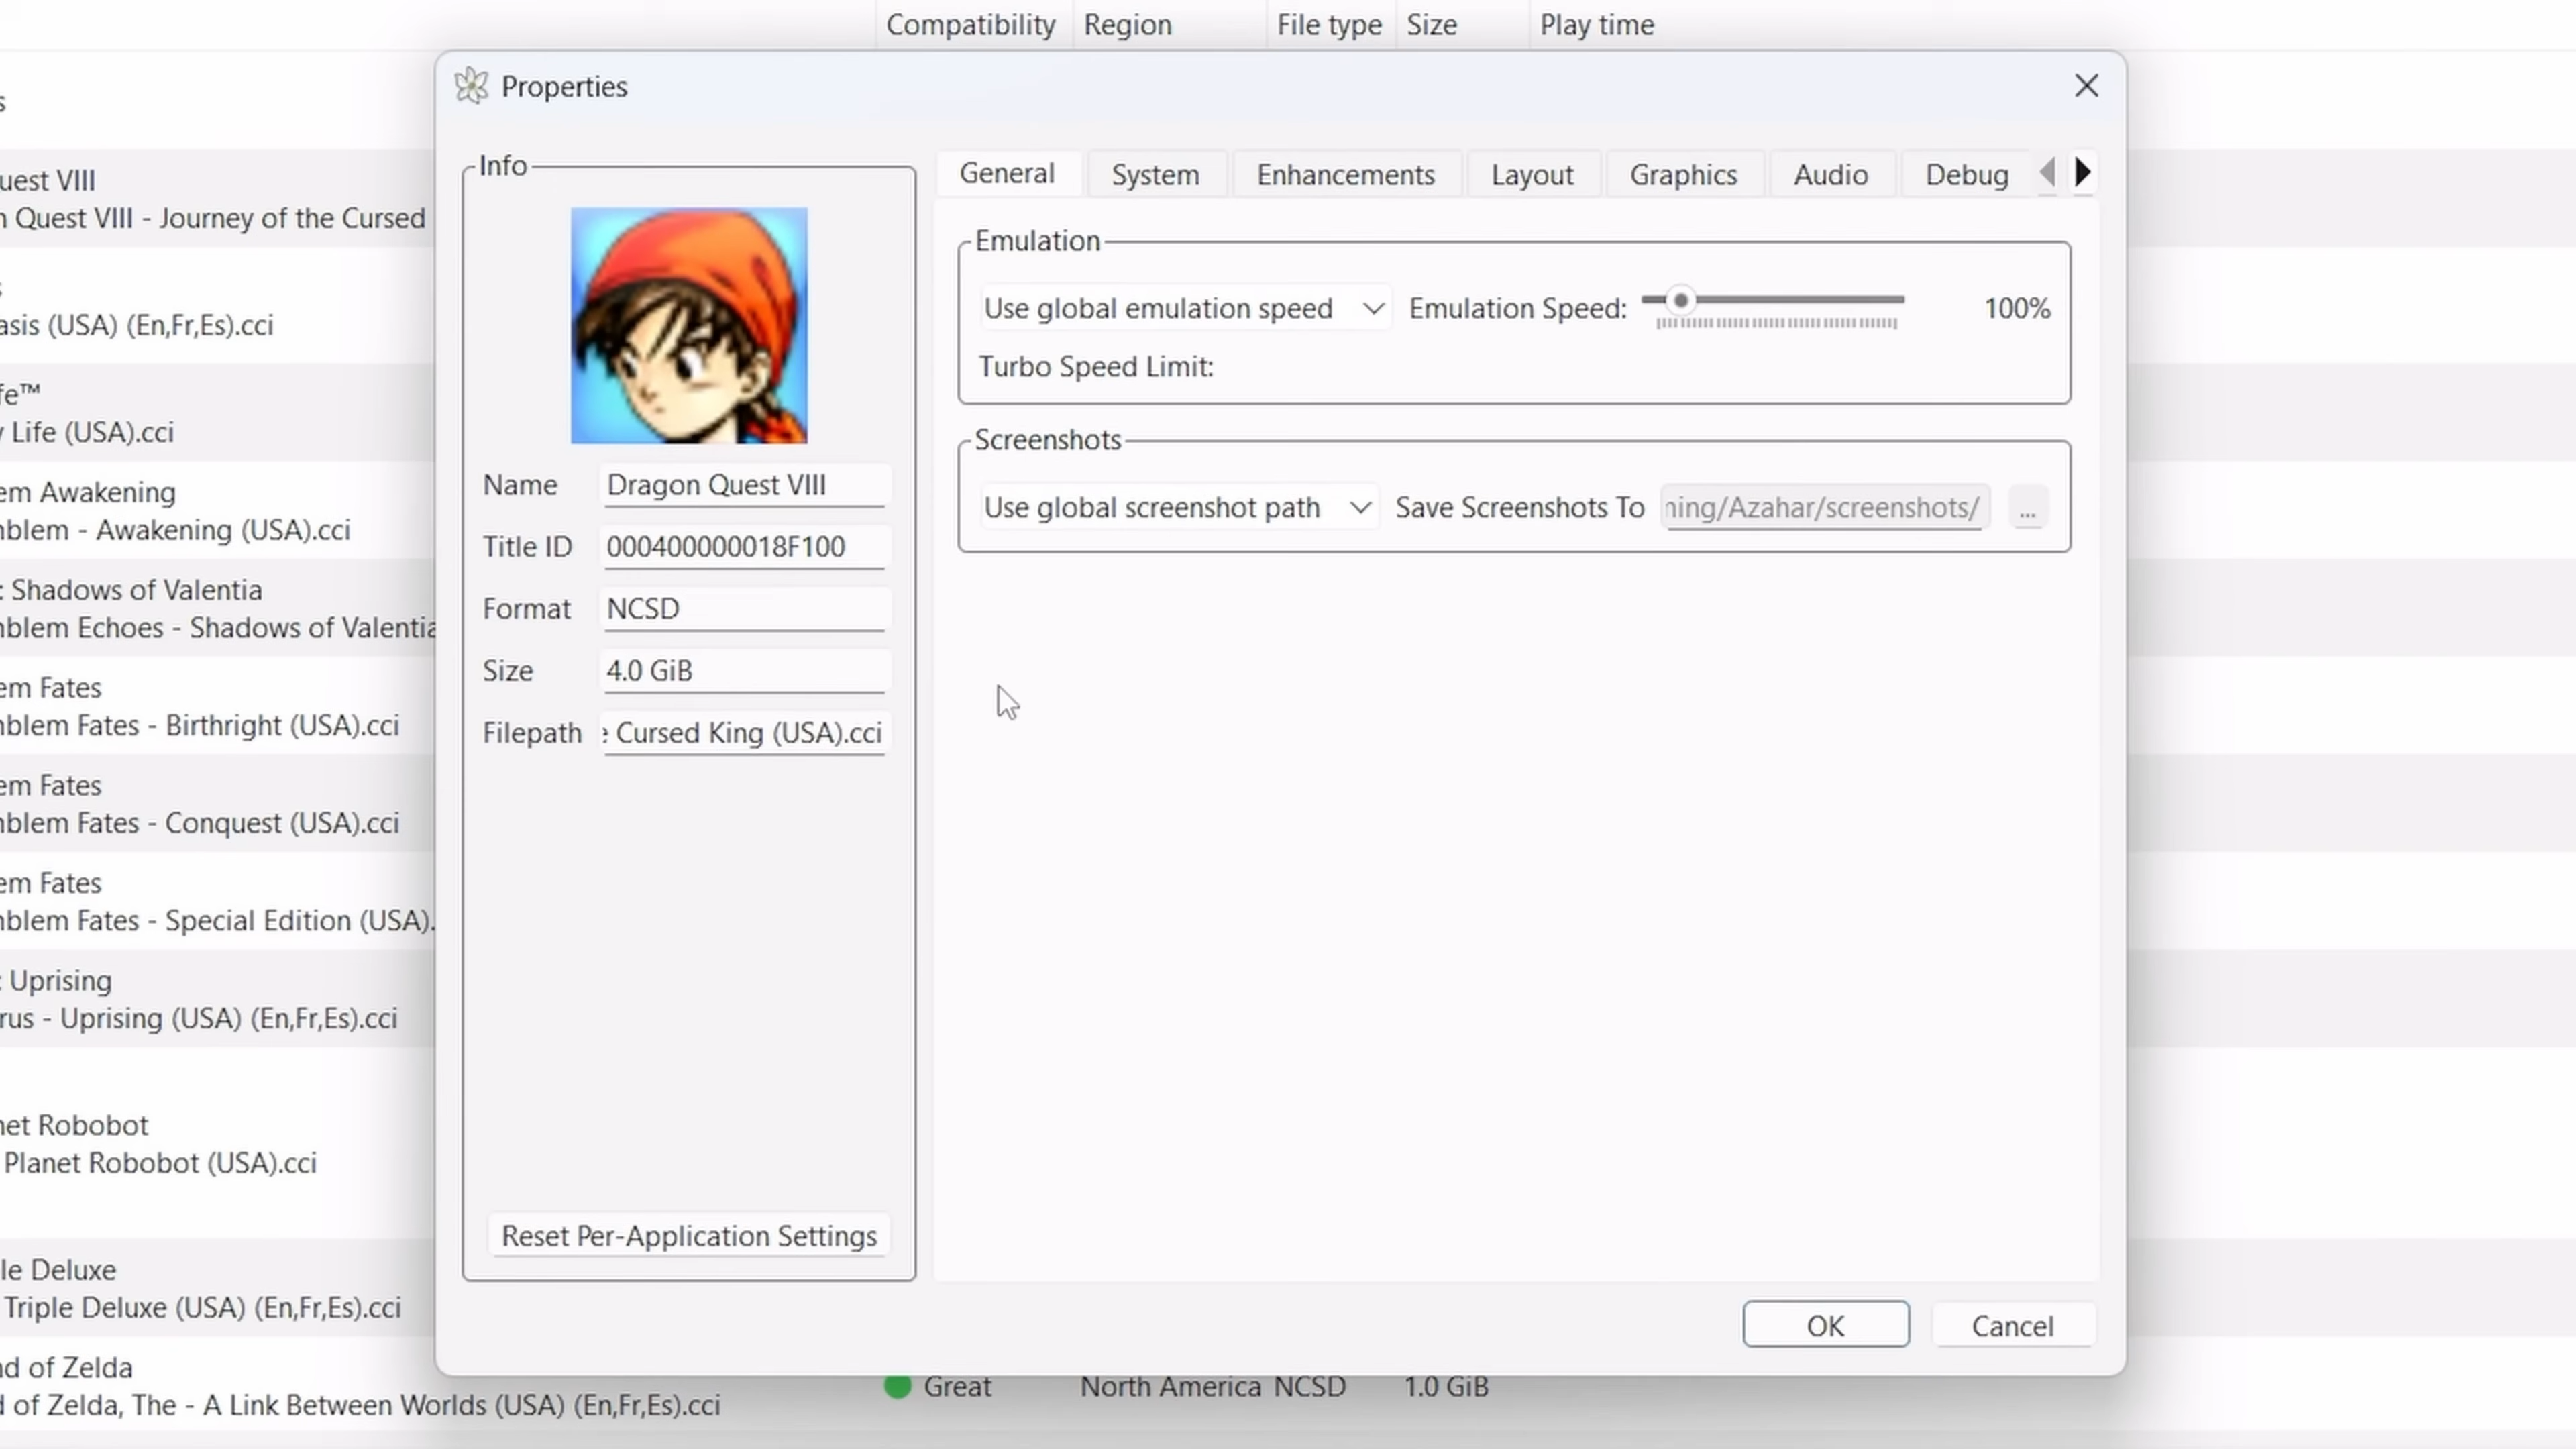 Compatibility Region File type Size Play time
Properties
Info
Name Dragon Quest VIII
Title ID 000400000018F100
Format NCSD
Size 4.0 GiB
Filepath Cursed King (USA).cci
Reset Per-Application Settings
General System Enhancements Layout Graphics Audio Debug
Emulation
Use global emulation speed Emulation Speed: 100%
Turbo Speed Limit:
Screenshots
Use global screenshot path Save Screenshots To ning/Azahar/screenshots/ ...
OK Cancel
s
uest VIII
n Quest VIII - Journey of the Cursed
asis (USA) (En,Fr,Es).cci
fe™
y Life (USA).cci
em Awakening
mblem - Awakening (USA).cci
: Shadows of Valentia
mblem Echoes - Shadows of Valentia
em Fates
mblem Fates - Birthright (USA).cci
em Fates
mblem Fates - Conquest (USA).cci
em Fates
mblem Fates - Special Edition (USA).
: Uprising
rus - Uprising (USA) (En,Fr,Es).cci
net Robobot
Planet Robobot (USA).cci
le Deluxe
Triple Deluxe (USA) (En,Fr,Es).cci
nd of Zelda
d of Zelda, The - A Link Between Worlds (USA) (En,Fr,Es).cci
Great North America NCSD 1.0 GiB